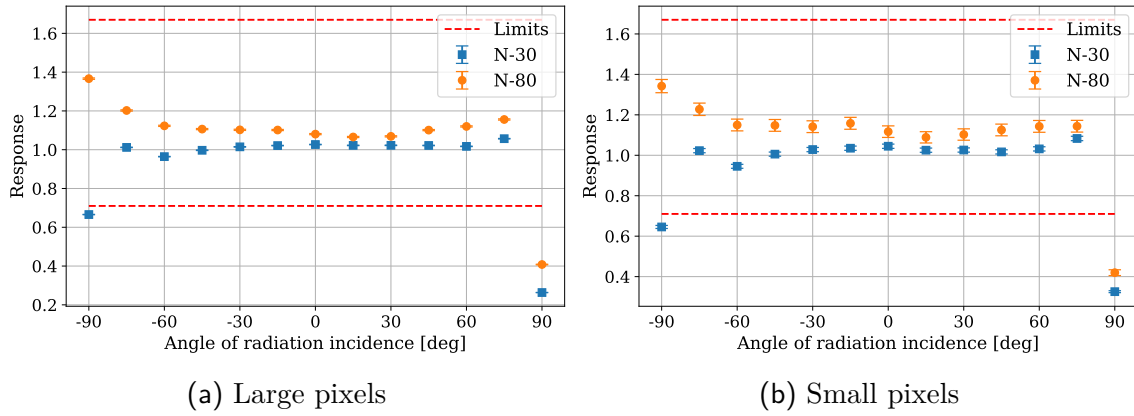 1.6
1.4
1.2
1.0
0.8
0.6
0.4
0.2
Response
-90 -60 -30 0 30 60 90
Angle of radiation incidence [deg]
Limits
N-30
N-80
(a) Large pixels
1.6
1.4
1.2
1.0
0.8
0.6
0.4
Response
-90 -60 -30 0 30 60 90
Angle of radiation incidence [deg]
Limits
N-30
N-80
(b) Small pixels